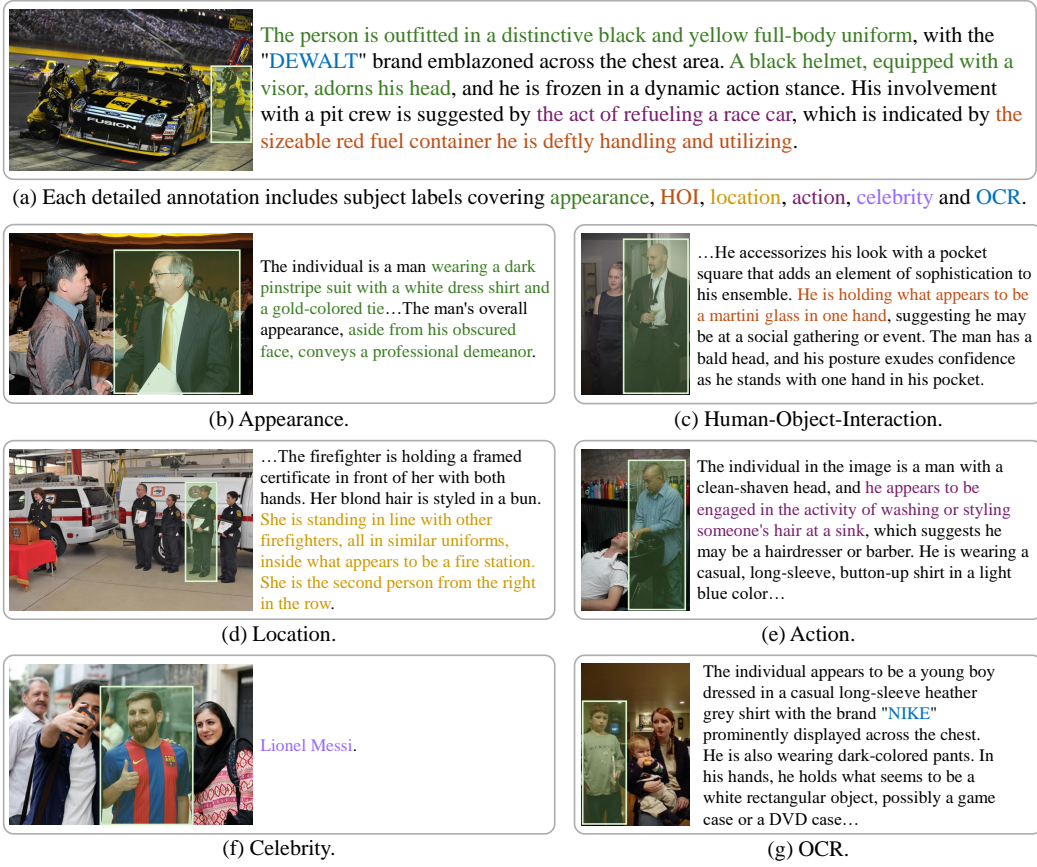 The person is outfitted in a distinctive black and yellow full-body uniform, with the
"DEWALT" brand emblazoned across the chest area. A black helmet, equipped with a
visor, adorns his head, and he is frozen in a dynamic action stance. His involvement
with a pit crew is suggested by the act of refueling a race car, which is indicated by the
sizeable red fuel container he is deftly handling and utilizing.
DEWALT
FUSION
(a) Each detailed annotation includes subject labels covering appearance, HOI, location, action, celebrity and OCR.
The individual is a man wearing a dark
pinstripe suit with a white dress shirt and
a gold-colored tie…The man's overall
appearance, aside from his obscured
face, conveys a professional demeanor.
(b) Appearance.
…He accessorizes his look with a pocket
square that adds an element of sophistication to
his ensemble. He is holding what appears to be
a martini glass in one hand, suggesting he may
be at a social gathering or event. The man has a
bald head, and his posture exudes confidence
as he stands with one hand in his pocket.
(c) Human-Object-Interaction.
…The firefighter is holding a framed
certificate in front of her with both
hands. Her blond hair is styled in a bun.
She is standing in line with other
firefighters, all in similar uniforms,
inside what appears to be a fire station.
She is the second person from the right
in the row.
(d) Location.
The individual in the image is a man with a
clean-shaven head, and he appears to be
engaged in the activity of washing or styling
someone's hair at a sink, which suggests he
may be a hairdresser or barber. He is wearing a
casual, long-sleeve, button-up shirt in a light
blue color…
(e) Action.
Lionel Messi.
(f) Celebrity.
The individual appears to be a young boy
dressed in a casual long-sleeve heather
grey shirt with the brand "NIKE"
prominently displayed across the chest.
He is also wearing dark-colored pants. In
his hands, he holds what seems to be a
white rectangular object, possibly a game
case or a DVD case…
(g) OCR.